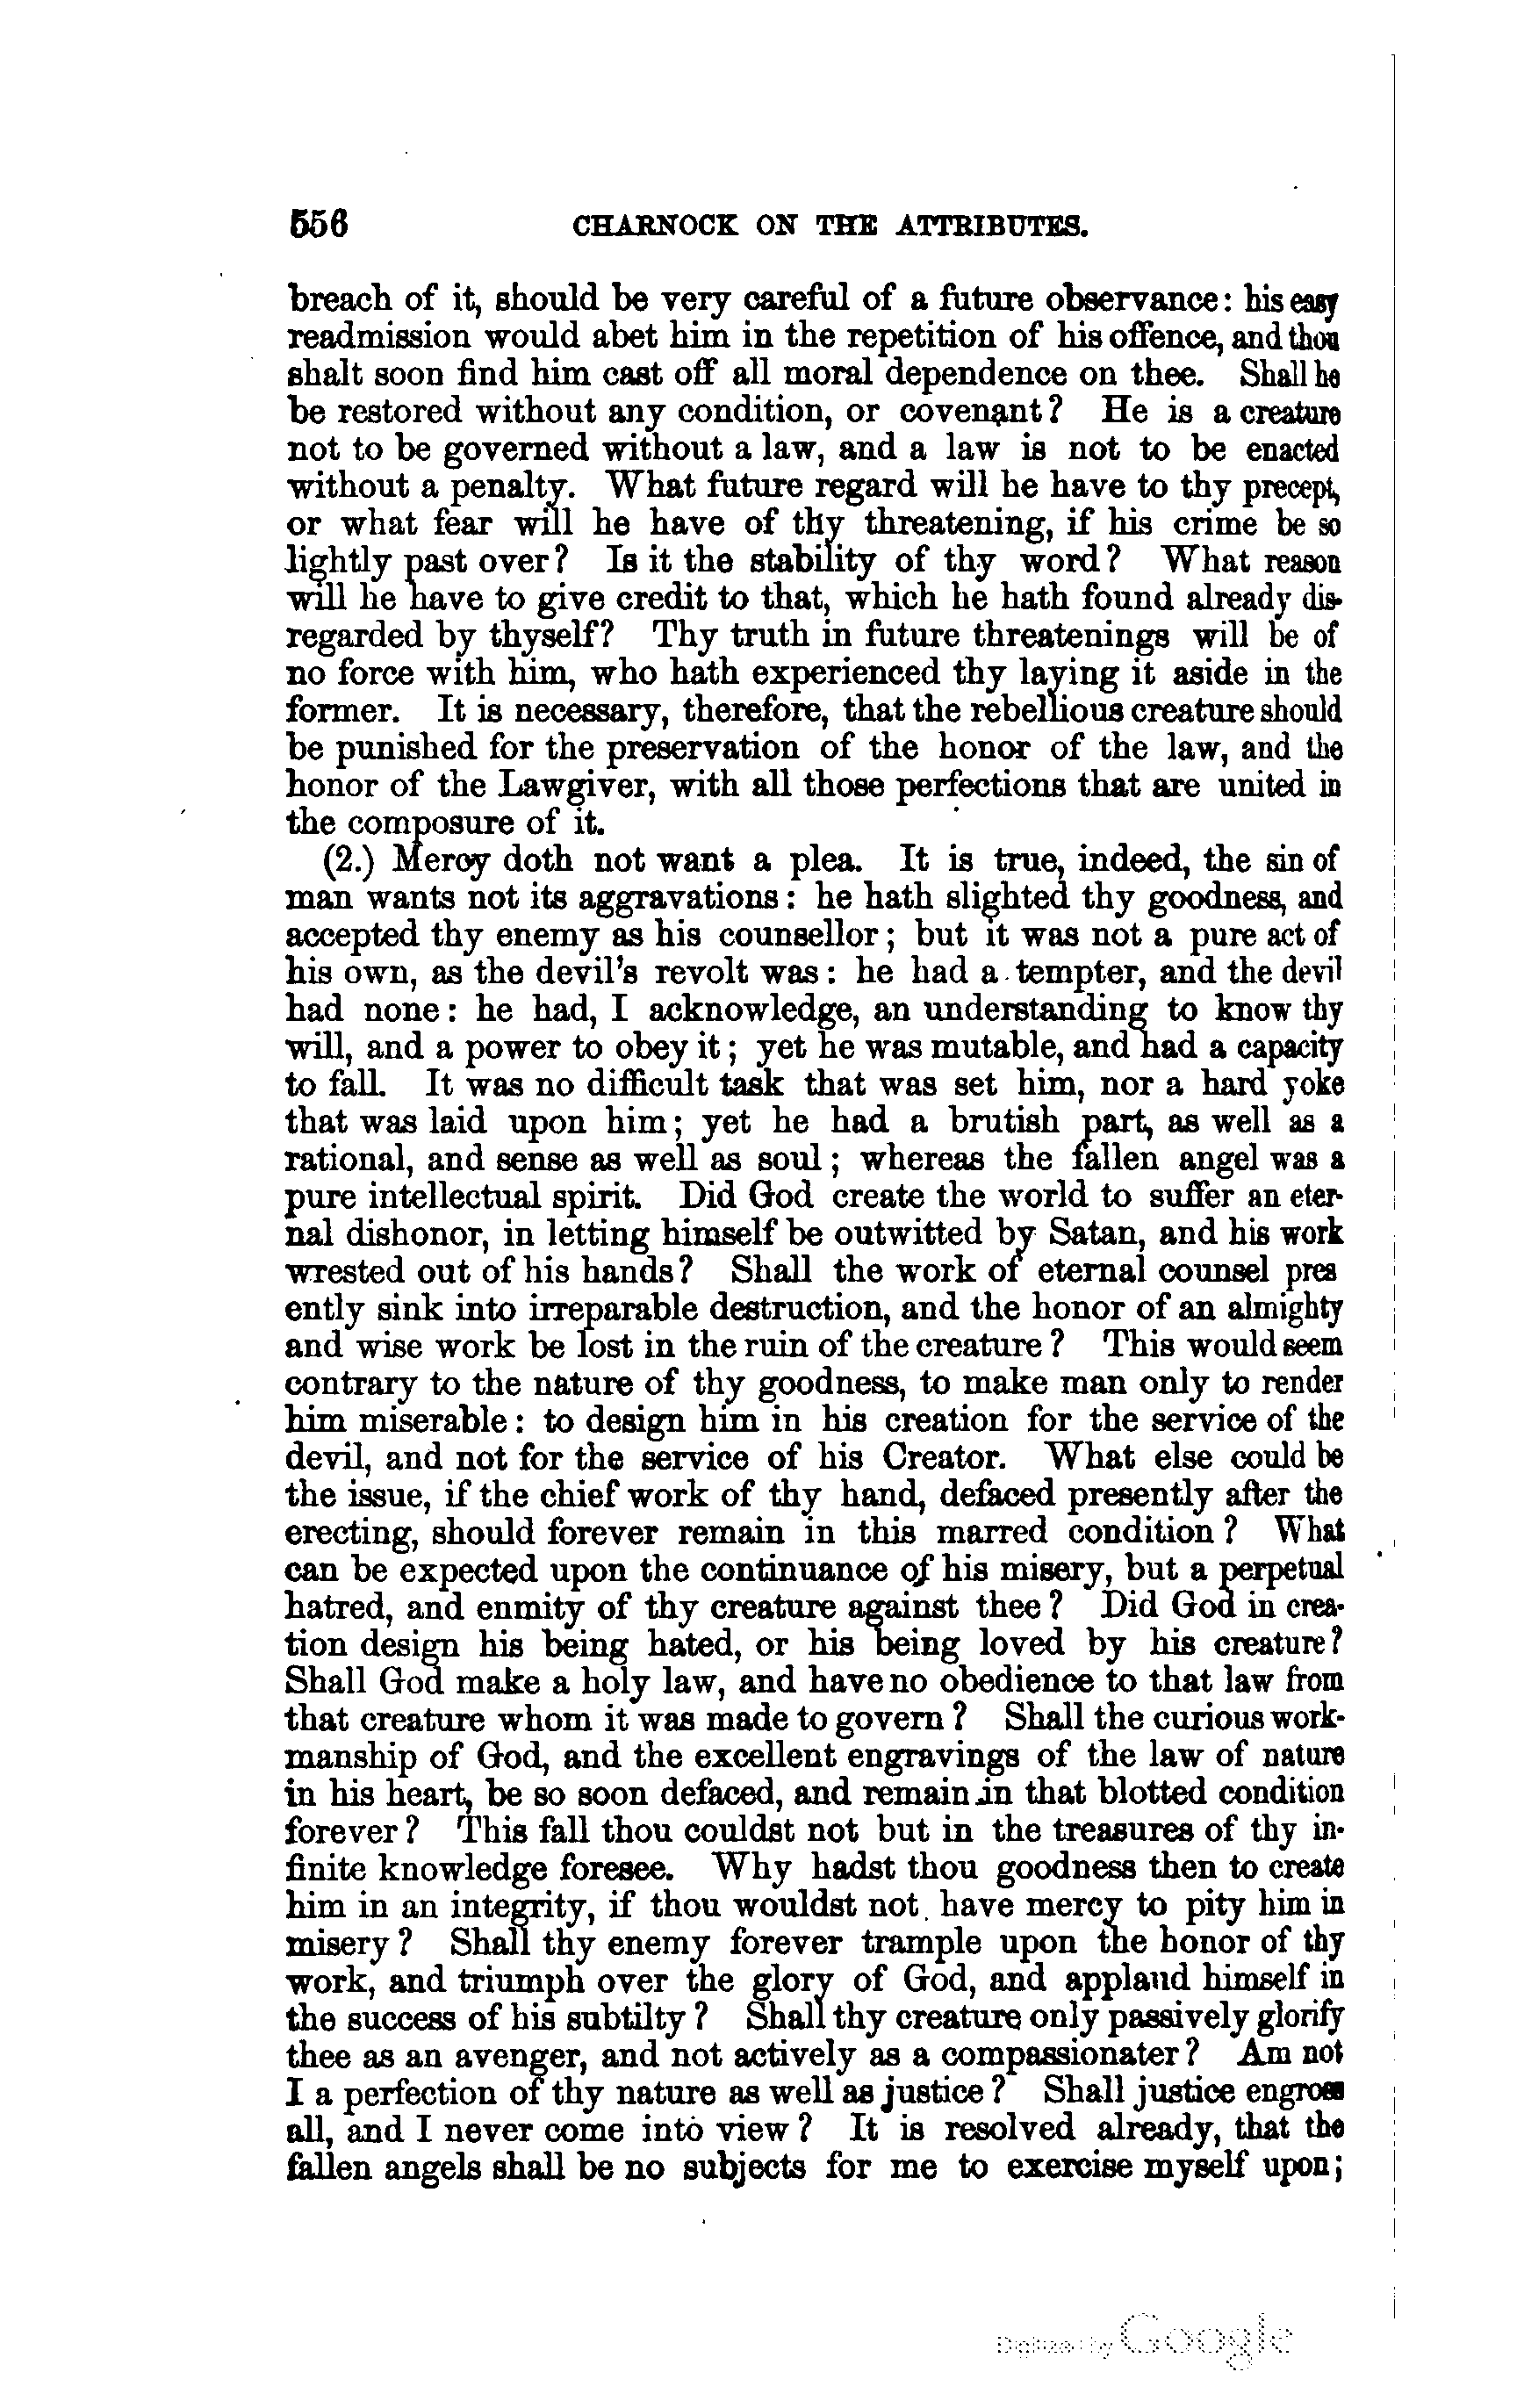 556 CHARNOCK ON THE ATTRIBUTES.
breach of it, should be very careful of a future observance: his easy
readmission would abet him in the repetition of his offence, and thou
shalt soon find him cast off all moral dependence on thee. Shall he
be restored without any condition, or covenant? He is a creature
not to be governed without a law, and a law is not to be enacted
without a penalty. What future regard will he have to thy precept,
or what fear will he have of thy threatening, if his crime be so
lightly past over? Is it the stability of thy word? What reason
will he have to give credit to that, which he hath found already dis-
regarded by thyself? Thy truth in future threatenings will be of
no force with him, who hath experienced thy laying it aside in the
former. It is necessary, therefore, that the rebellious creature should
be punished for the preservation of the honor of the law, and the
honor of the Lawgiver, with all those perfections that are united in
the composure of it.
(2.) Mercy doth not want a plea. It is true, indeed, the sin of
man wants not its aggravations: he hath slighted thy goodness, and
accepted thy enemy as his counsellor; but it was not a pure act of
his own, as the devil's revolt was: he had a tempter, and the devil
had none: he had, I acknowledge, an understanding to know thy
will, and a power to obey it; yet he was mutable, and had a capacity
to fall. It was no difficult task that was set him, nor a hard yoke
that was laid upon him; yet he had a brutish part, as well as a
rational, and sense as well as soul; whereas the fallen angel was a
pure intellectual spirit. Did God create the world to suffer an eter-
nal dishonor, in letting himself be outwitted by Satan, and his work
wrested out of his hands? Shall the work of eternal counsel pres
ently sink into irreparable destruction, and the honor of an almighty
and wise work be lost in the ruin of the creature? This would seem
contrary to the nature of thy goodness, to make man only to render
him miserable: to design him in his creation for the service of the
devil, and not for the service of his Creator. What else could be
the issue, if the chief work of thy hand, defaced presently after the
erecting, should forever remain in this marred condition? What
can be expected upon the continuance of his misery, but a perpetual
hatred, and enmity of thy creature against thee? Did God in crea-
tion design his being hated, or his being loved by his creature?
Shall God make a holy law, and have no obedience to that law from
that creature whom it was made to govern? Shall the curious work-
manship of God, and the excellent engravings of the law of nature
in his heart, be so soon defaced, and remain in that blotted condition
forever? This fall thou couldst not but in the treasures of thy in-
finite knowledge foresee. Why hadst thou goodness then to create
him in an integrity, if thou wouldst not have mercy to pity him in
misery? Shall thy enemy forever trample upon the honor of thy
work, and triumph over the glory of God, and applaud himself in
the success of his subtilty? Shall thy creature only passively glorify
thee as an avenger, and not actively as a compassionater? Am not
I a perfection of thy nature as well as justice? Shall justice engross
all, and I never come into view? It is resolved already, that the
fallen angels shall be no subjects for me to exercise myself upon;
Digitized by Google